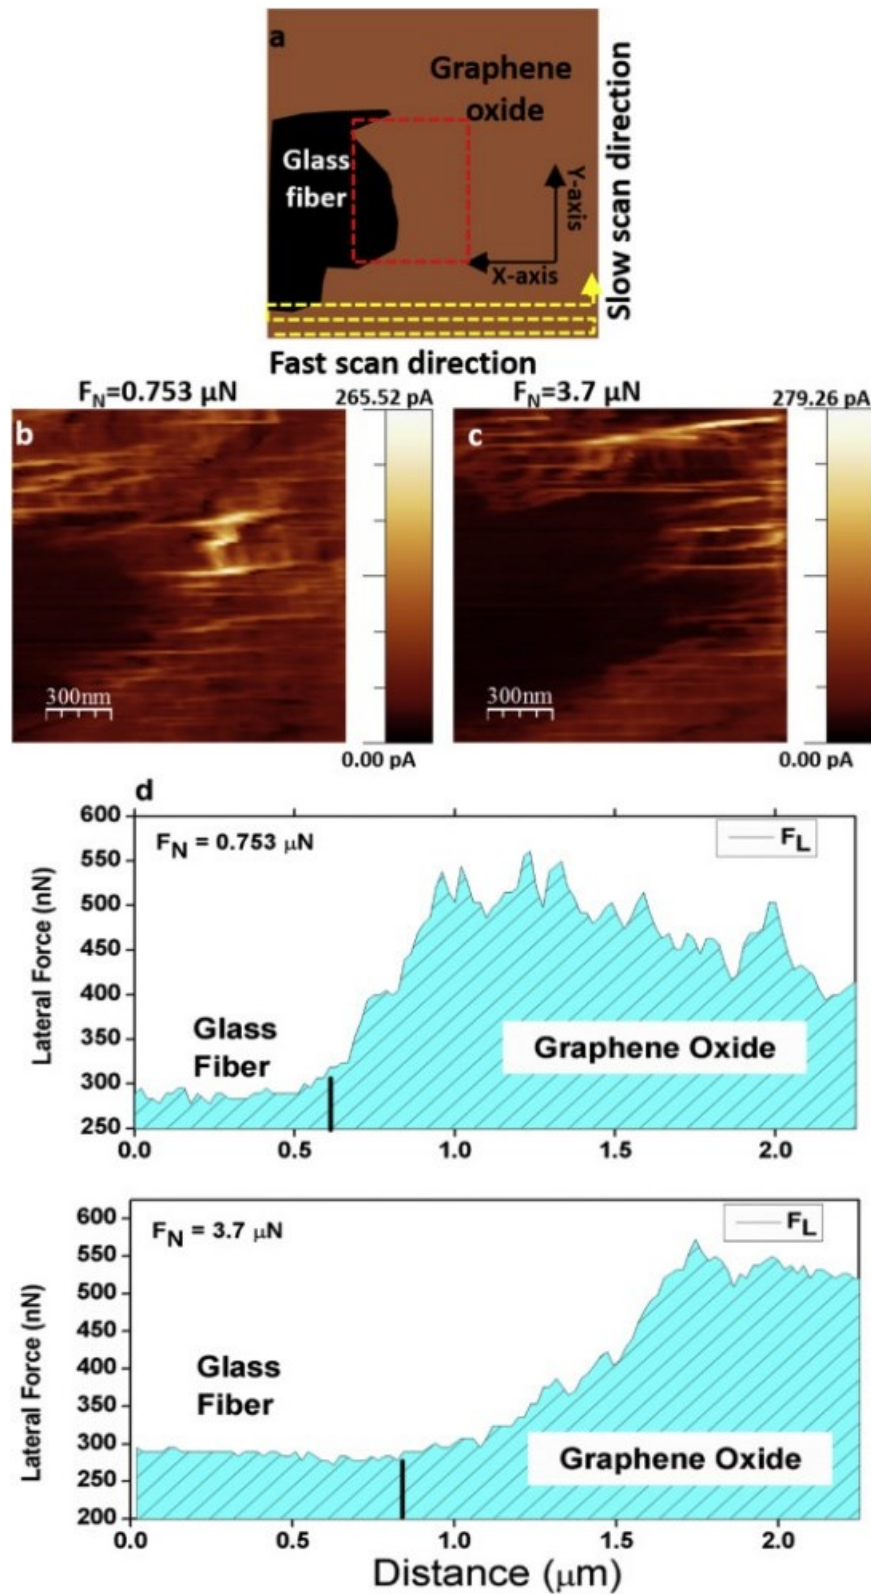 a
Graphene
oxide
Glass
fiber
Y-axis
X-axis
Slow scan direction
Fast scan direction
F_N=0.753 μN
265.52 pA
F_N=3.7 μN
279.26 pA
b
c
300nm
300nm
0.00 pA
0.00 pA
d
600
550
500
450
400
350
300
250
Lateral Force (nN)
F_N = 0.753 μN
F_L
Glass
Fiber
Graphene Oxide
0.0 0.5 1.0 1.5 2.0
600
550
500
450
400
350
300
250
200
Lateral Force (nN)
F_N = 3.7 μN
F_L
Glass
Fiber
Graphene Oxide
0.0 0.5 1.0 1.5 2.0
Distance (μm)